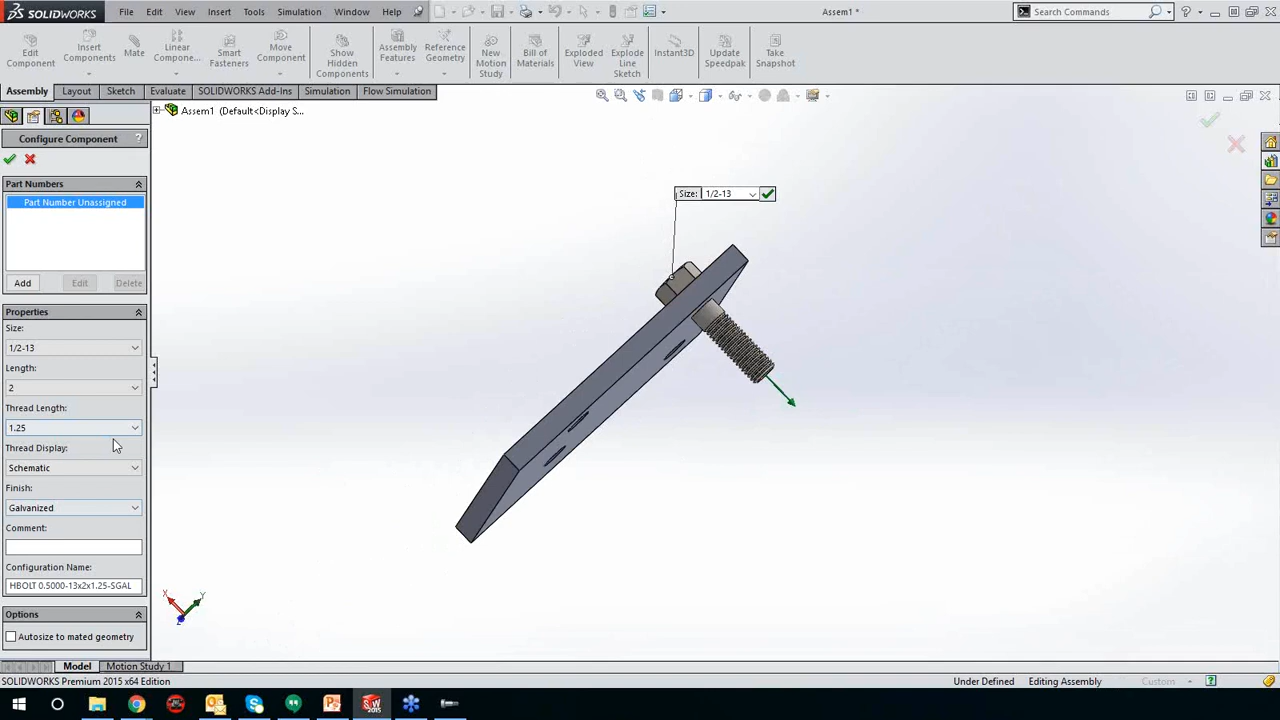 SOLIDWORKS
File Edit View Insert Tools Simulation Window Help
Assem1 *
Search Commands
Edit Component
Insert Components
Mate
Linear Compone...
Smart Fasteners
Move Component
Show Hidden Components
Assembly Features
Reference Geometry
New Motion Study
Bill of Materials
Exploded View
Explode Line Sketch
Instant3D
Update Speedpak
Take Snapshot
Assembly Layout Sketch Evaluate SOLIDWORKS Add-Ins Simulation Flow Simulation
Assem1 (Default<Display S...
Configure Component ?
Part Numbers
Part Number Unassigned
Add Edit Delete
Properties
Size:
1/2-13
Length:
2
Thread Length:
1.25
Thread Display:
Schematic
Finish:
Galvanized
Comment:
Configuration Name:
HBOLT 0.5000-13x2x1.25-SGAL
Options
Autosize to mated geometry
Size: 1/2-13
X Y Z
Model Motion Study 1
SOLIDWORKS Premium 2015 x64 Edition
Under Defined Editing Assembly Custom